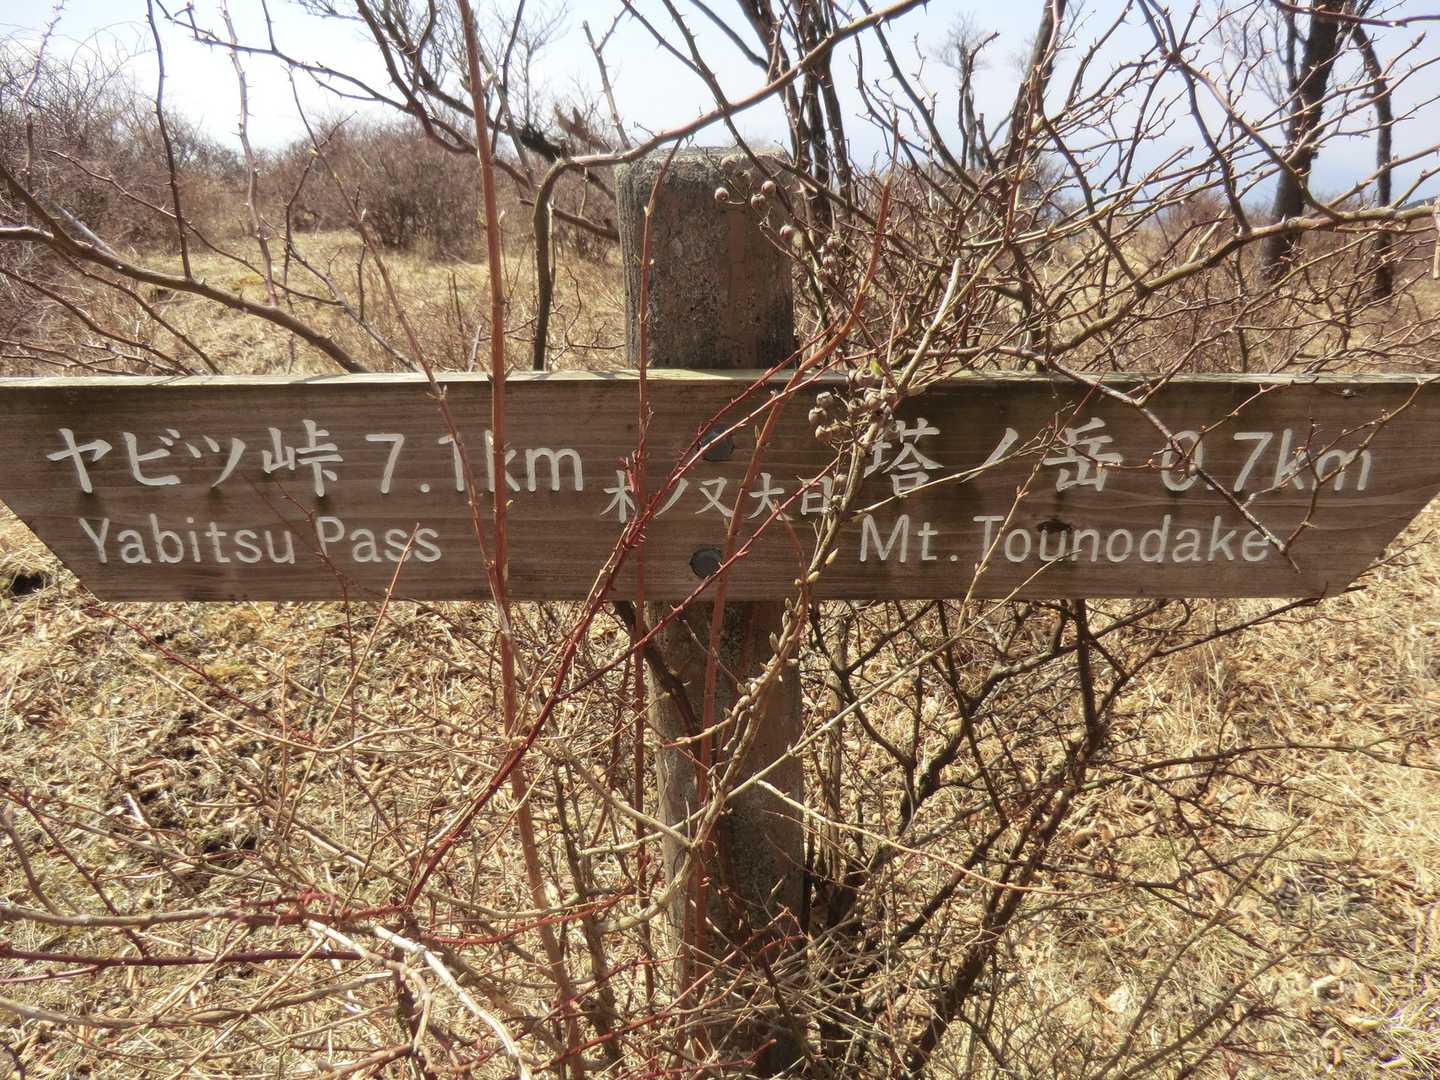 ヤビツ峠 7.1km
Yabitsu Pass
木ノ又大日
塔ノ岳 0.7km
Mt. Tounodake